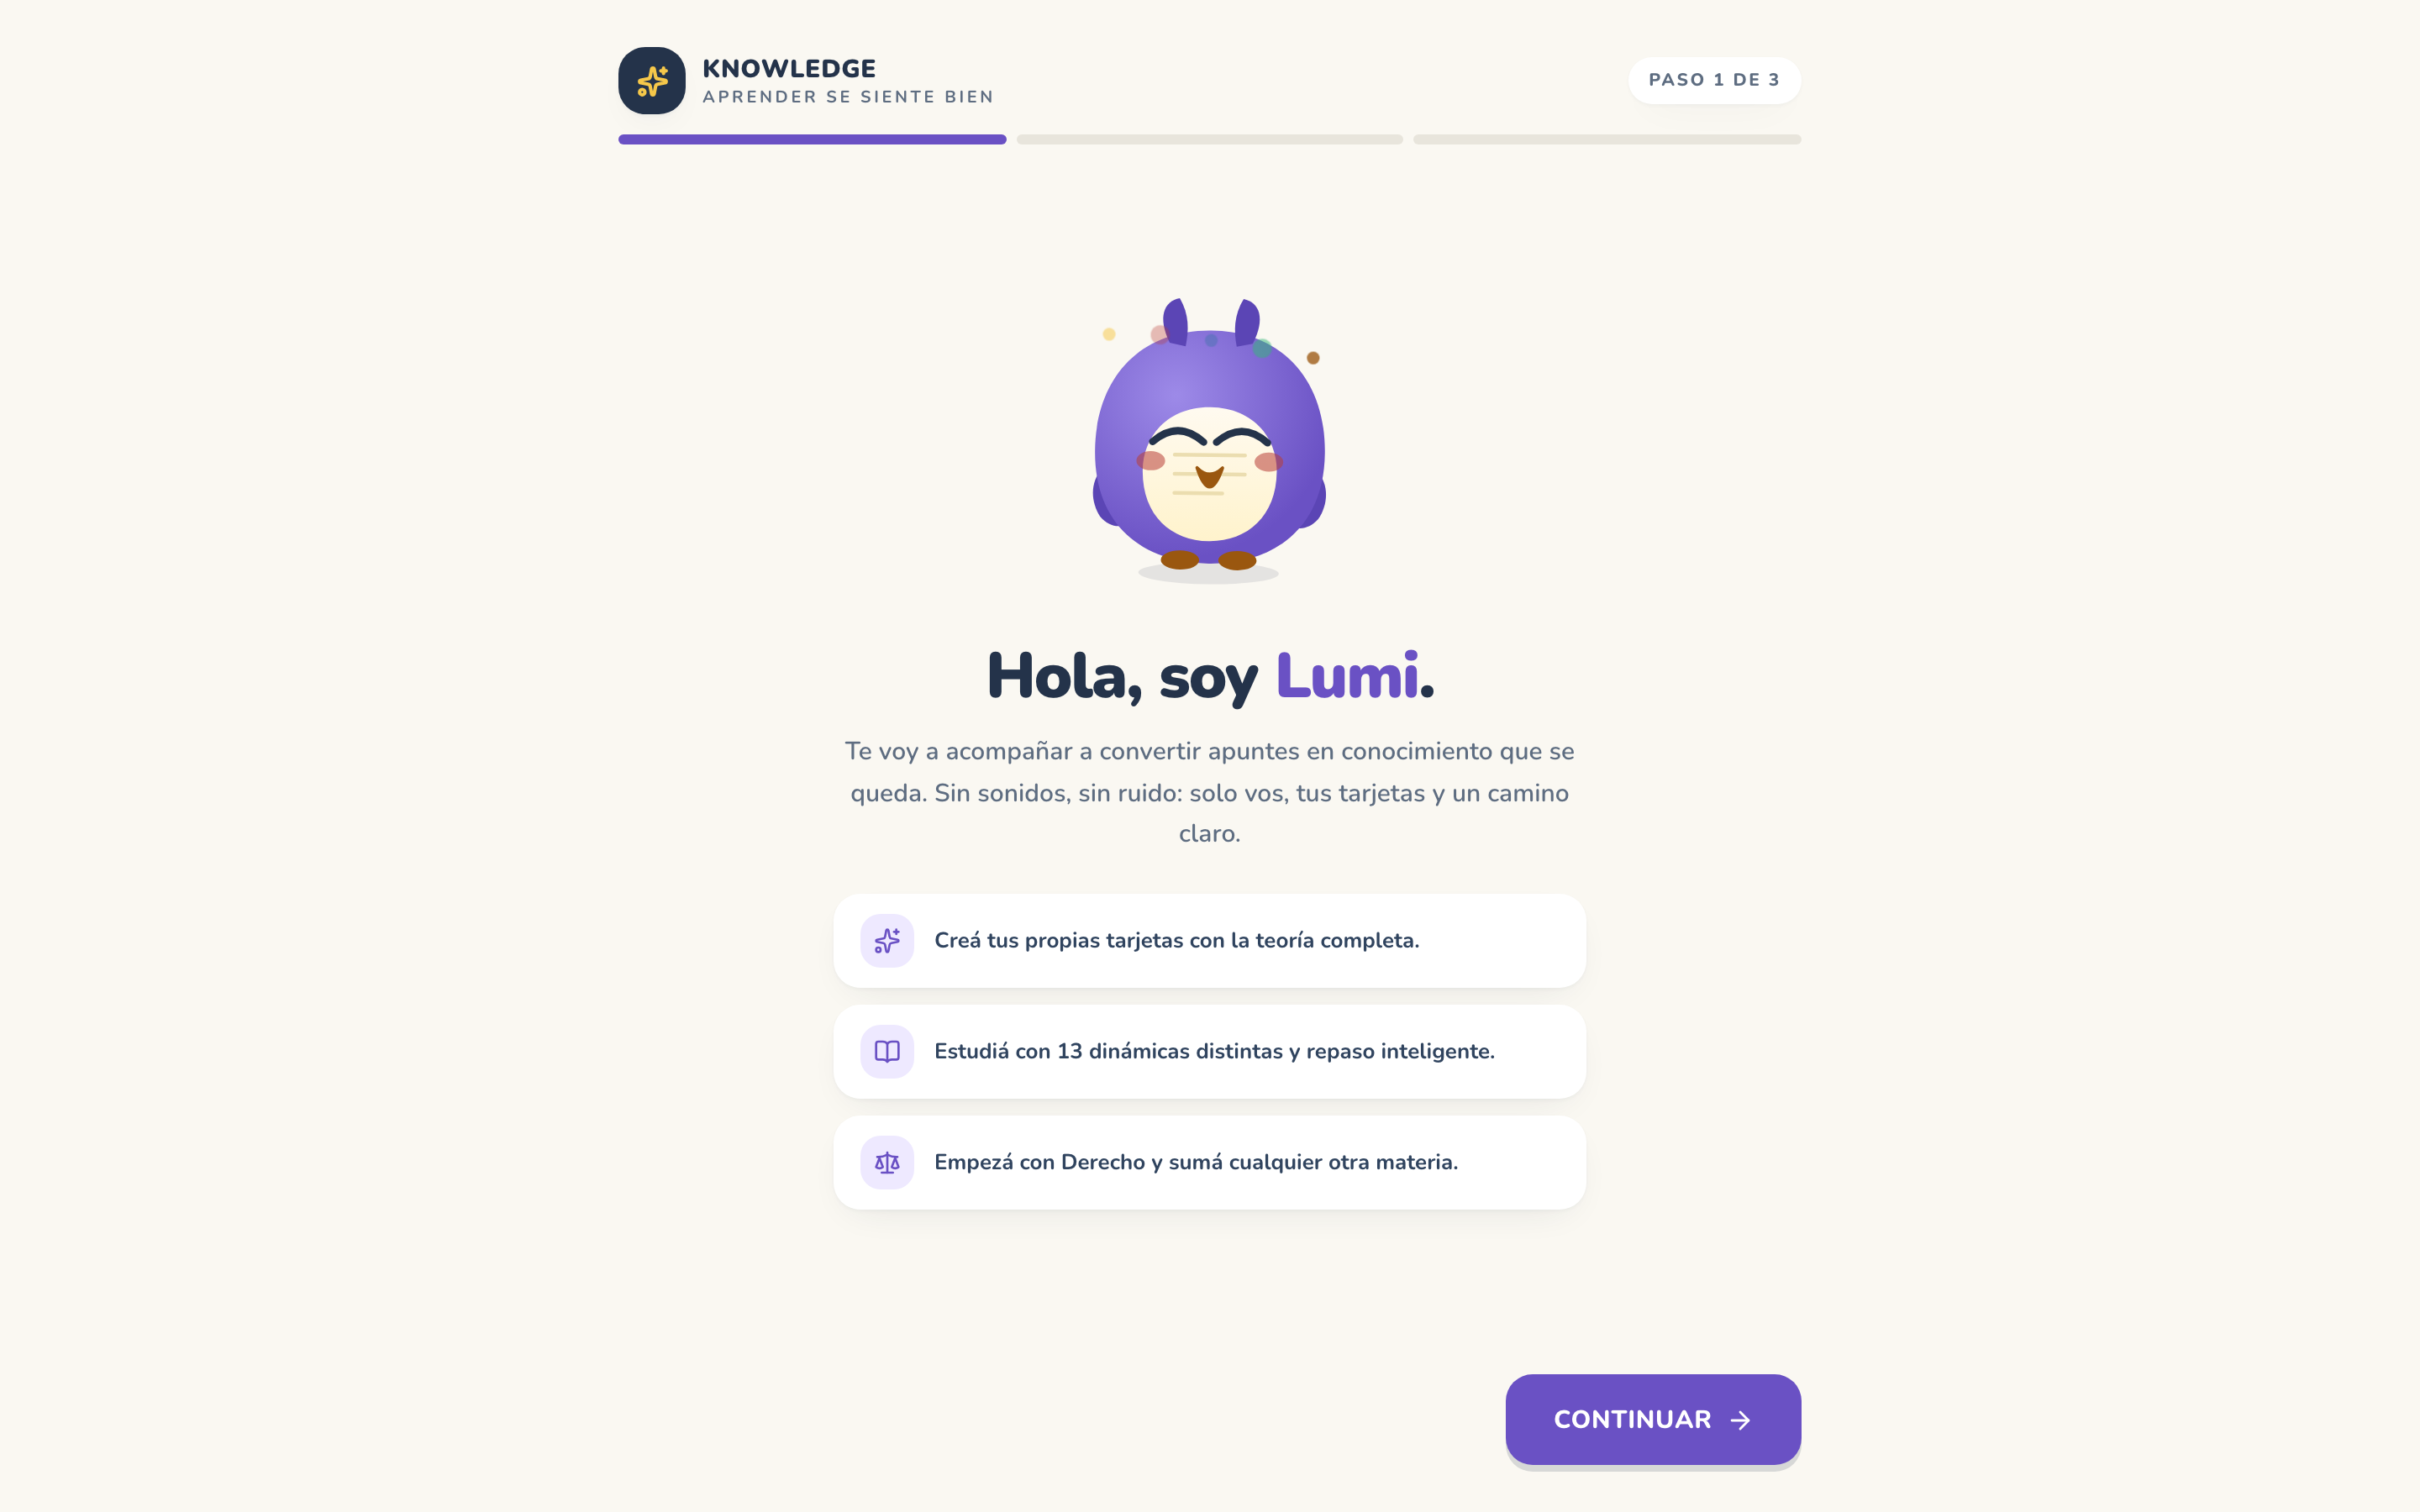 KNOWLEDGE
APRENDER SE SIENTE BIEN
PASO 1 DE 3
Hola, soy Lumi.
Te voy a acompañar a convertir apuntes en conocimiento que se
queda. Sin sonidos, sin ruido: solo vos, tus tarjetas y un camino
claro.
Creá tus propias tarjetas con la teoría completa.
Estudiá con 13 dinámicas distintas y repaso inteligente.
Empezá con Derecho y sumá cualquier otra materia.
CONTINUAR